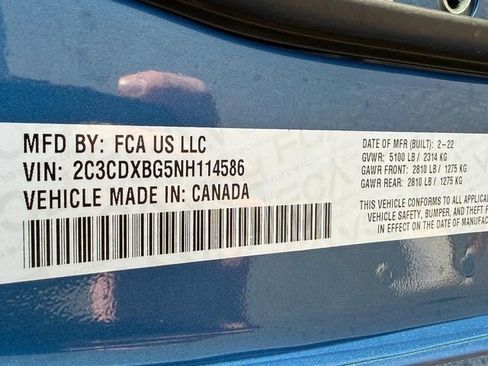 MFD BY: FCA US LLC
VIN: 2C3CDXBG5NH114586
VEHICLE MADE IN: CANADA
DATE OF MFR (BUILT): 2-22
GVWR: 5100 LB / 2314 KG
GAWR FRONT: 2810 LB / 1275 KG
GAWR REAR: 2810 LB / 1275 KG
THIS VEHICLE CONFORMS TO ALL APPLICA
VEHICLE SAFETY, BUMPER, AND THEFT
IN EFFECT ON THE DATE OF MANUFAC